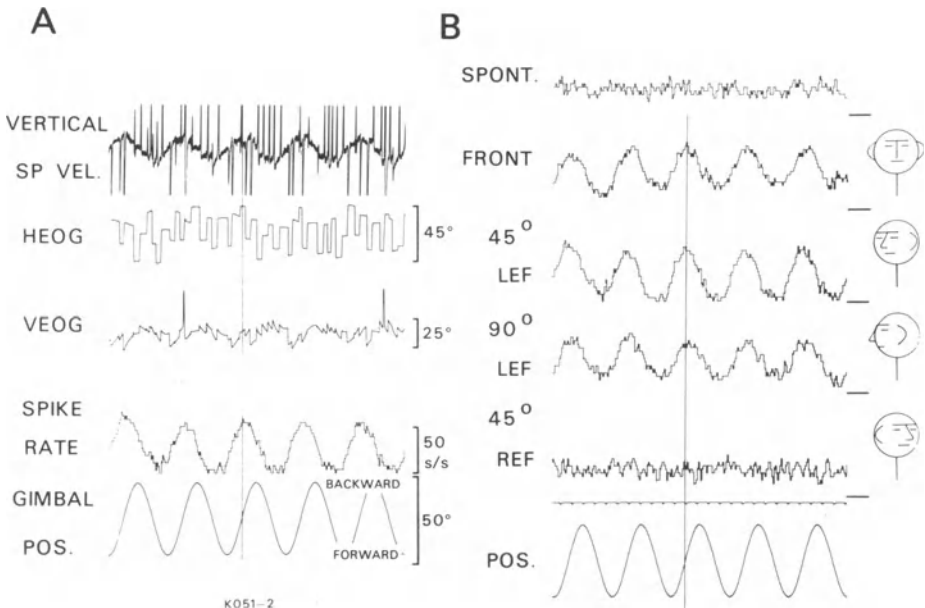 A
VERTICAL
SP VEL.
HEOG
45°
VEOG
25°
SPIKE
RATE
50
s/s
GIMBAL
POS.
BACKWARD
FORWARD
50°
K051-2
B
SPONT.
FRONT
45°
LEF
90°
LEF
45°
REF
POS.